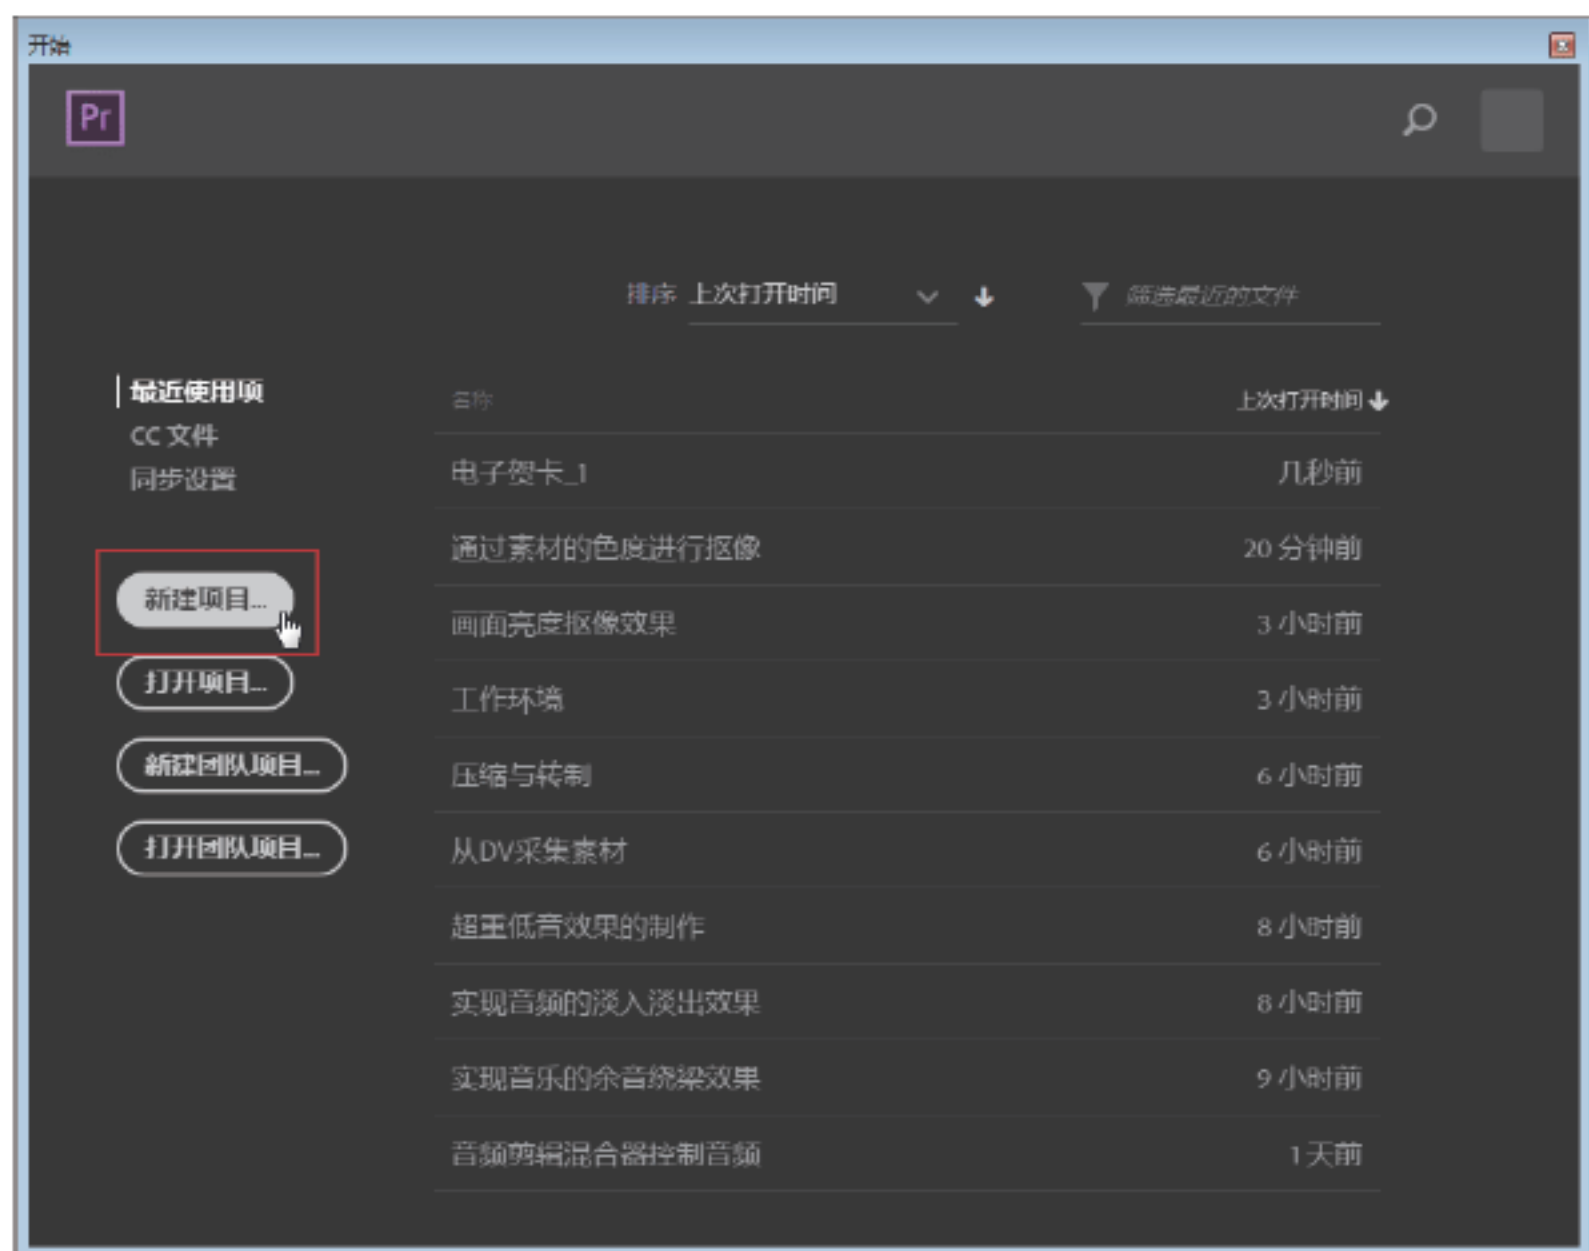 开始
Pr
排序 上次打开时间
筛选最近的文件
最近使用项
CC 文件
同步设置
新建项目...
打开项目...
新建团队项目...
打开团队项目...
名称 上次打开时间
电子贺卡_1 几秒前
通过素材的色度进行抠像 20 分钟前
画面亮度抠像效果 3 小时前
工作环境 3 小时前
压缩与转制 6 小时前
从DV采集素材 6 小时前
超重低音效果的制作 8 小时前
实现音频的淡入淡出效果 8 小时前
实现音乐的余音绕梁效果 9 小时前
音频剪辑混合器控制音频 1 天前